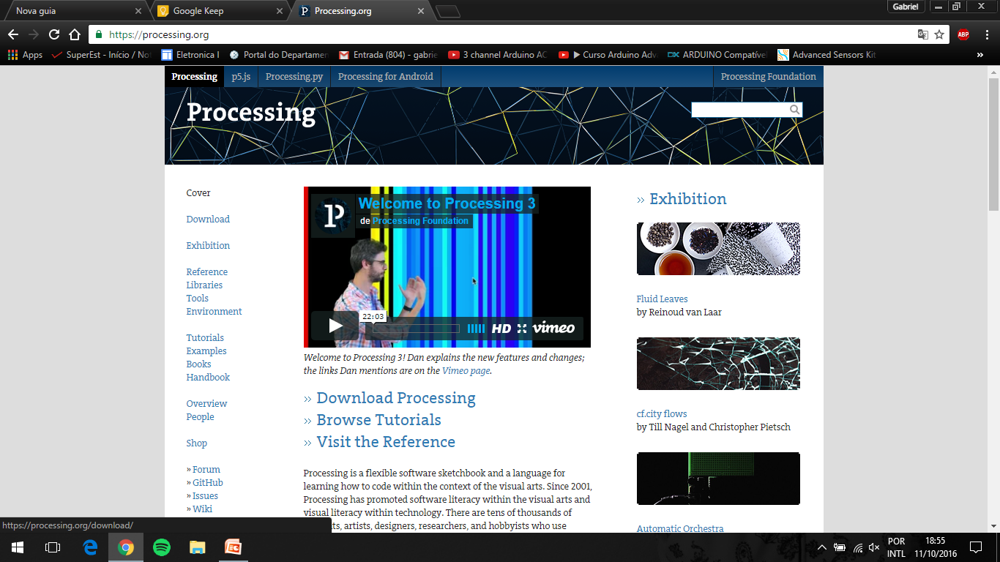 Nova guia
Google Keep
Processing.org
Gabriel
https://processing.org
ABP
Apps
SuperEst - Início / Not
Eletronica I
Portal do Departamen
Entrada (804) - gabrie
3 channel Arduino AC
Curso Arduino Adv
ARDUINO Compatível
Advanced Sensors Kit
»
Processing
p5.js
Processing.py
Processing for Android
Processing Foundation
Processing
Cover
Download
Exhibition
Reference
Libraries
Tools
Environment
Tutorials
Examples
Books
Handbook
Overview
People
Shop
» Forum
» GitHub
» Issues
» Wiki
Welcome to Processing 3
de Processing Foundation
22:03
HD vimeo
Welcome to Processing 3! Dan explains the new features and changes;
the links Dan mentions are on the Vimeo page.
» Download Processing
» Browse Tutorials
» Visit the Reference
Processing is a flexible software sketchbook and a language for
learning how to code within the context of the visual arts. Since 2001,
Processing has promoted software literacy within the visual arts and
visual literacy within technology. There are tens of thousands of
ts, artists, designers, researchers, and hobbyists who use
» Exhibition
Fluid Leaves
by Reinoud van Laar
cf.city flows
by Till Nagel and Christopher Pietsch
Automatic Orchestra
https://processing.org/download/
POR
INTL
18:55
11/10/2016